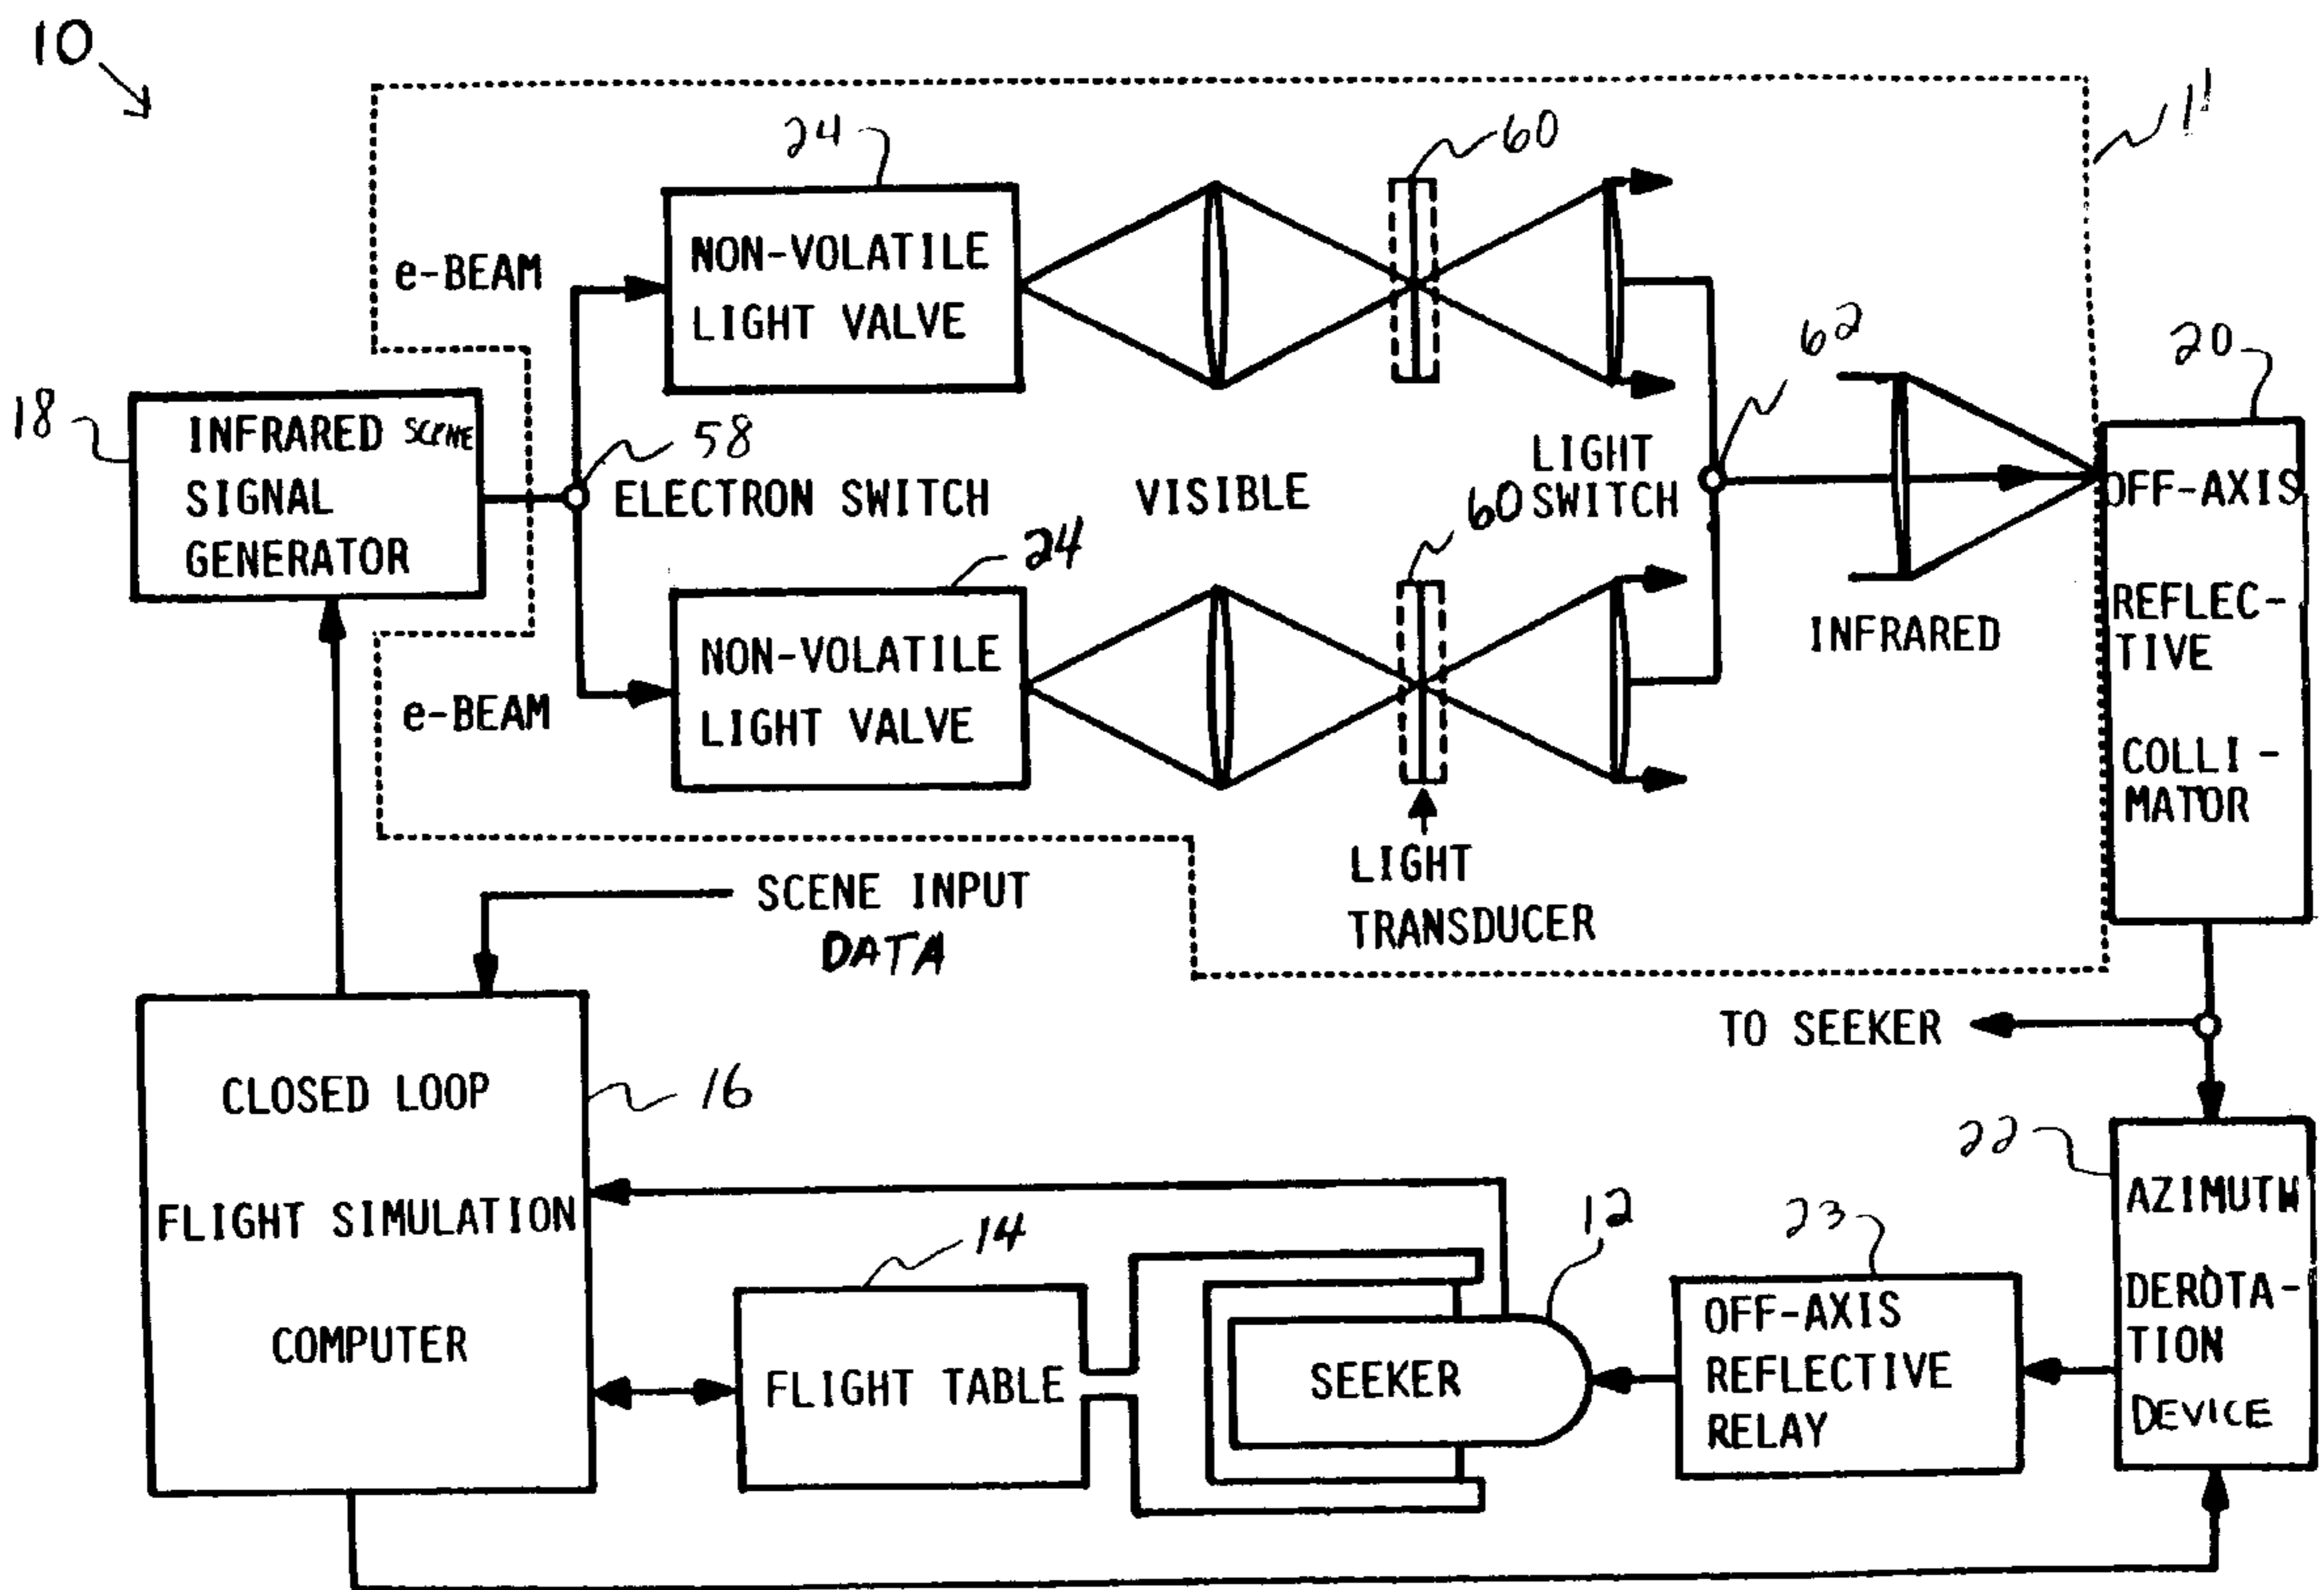 10
11
24
60
e-BEAM
NON-VOLATILE
LIGHT VALVE
62
20
18
INFRARED SCENE
SIGNAL
GENERATOR
58
ELECTRON SWITCH
VISIBLE
LIGHT
SWITCH
60
OFF-AXIS
REFLEC-
TIVE
COLLI-
MATOR
24
INFRARED
e-BEAM
NON-VOLATILE
LIGHT VALVE
LIGHT
TRANSDUCER
SCENE INPUT
DATA
TO SEEKER
CLOSED LOOP
FLIGHT SIMULATION
COMPUTER
16
22
AZIMUTH
DEROTA-
TION
DEVICE
14
FLIGHT TABLE
12
SEEKER
23
OFF-AXIS
REFLECTIVE
RELAY